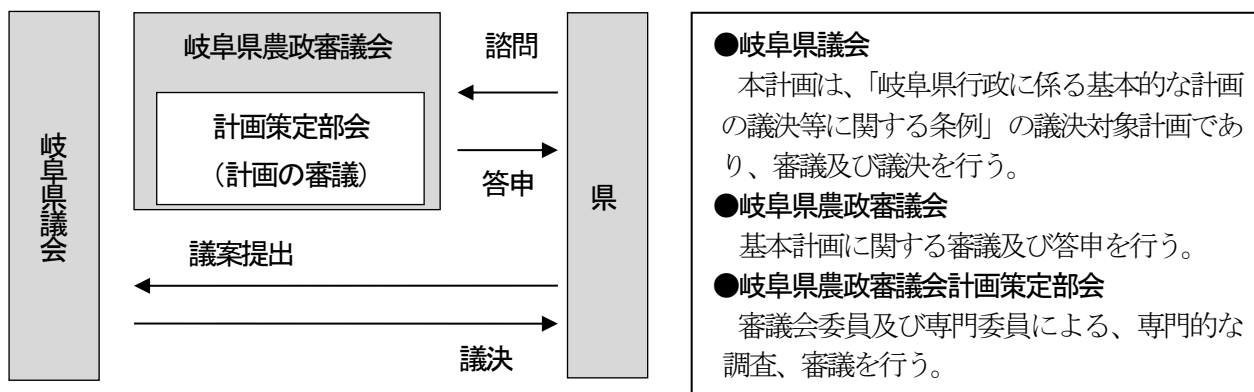 岐阜県議会
岐阜県農政審議会
計画策定部会
（計画の審議）
諮問
答申
県
議案提出
議決
●岐阜県議会
本計画は、「岐阜県行政に係る基本的な計画
の議決等に関する条例」の議決対象計画であ
り、審議及び議決を行う。
●岐阜県農政審議会
基本計画に関する審議及び答申を行う。
●岐阜県農政審議会計画策定部会
審議会委員及び専門委員による、専門的な
調査、審議を行う。